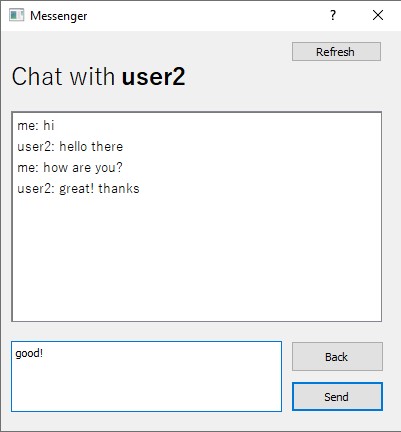 Messenger
?
Refresh
Chat with user2
me: hi
user2: hello there
me: how are you?
user2: great! thanks
good!
Back
Send